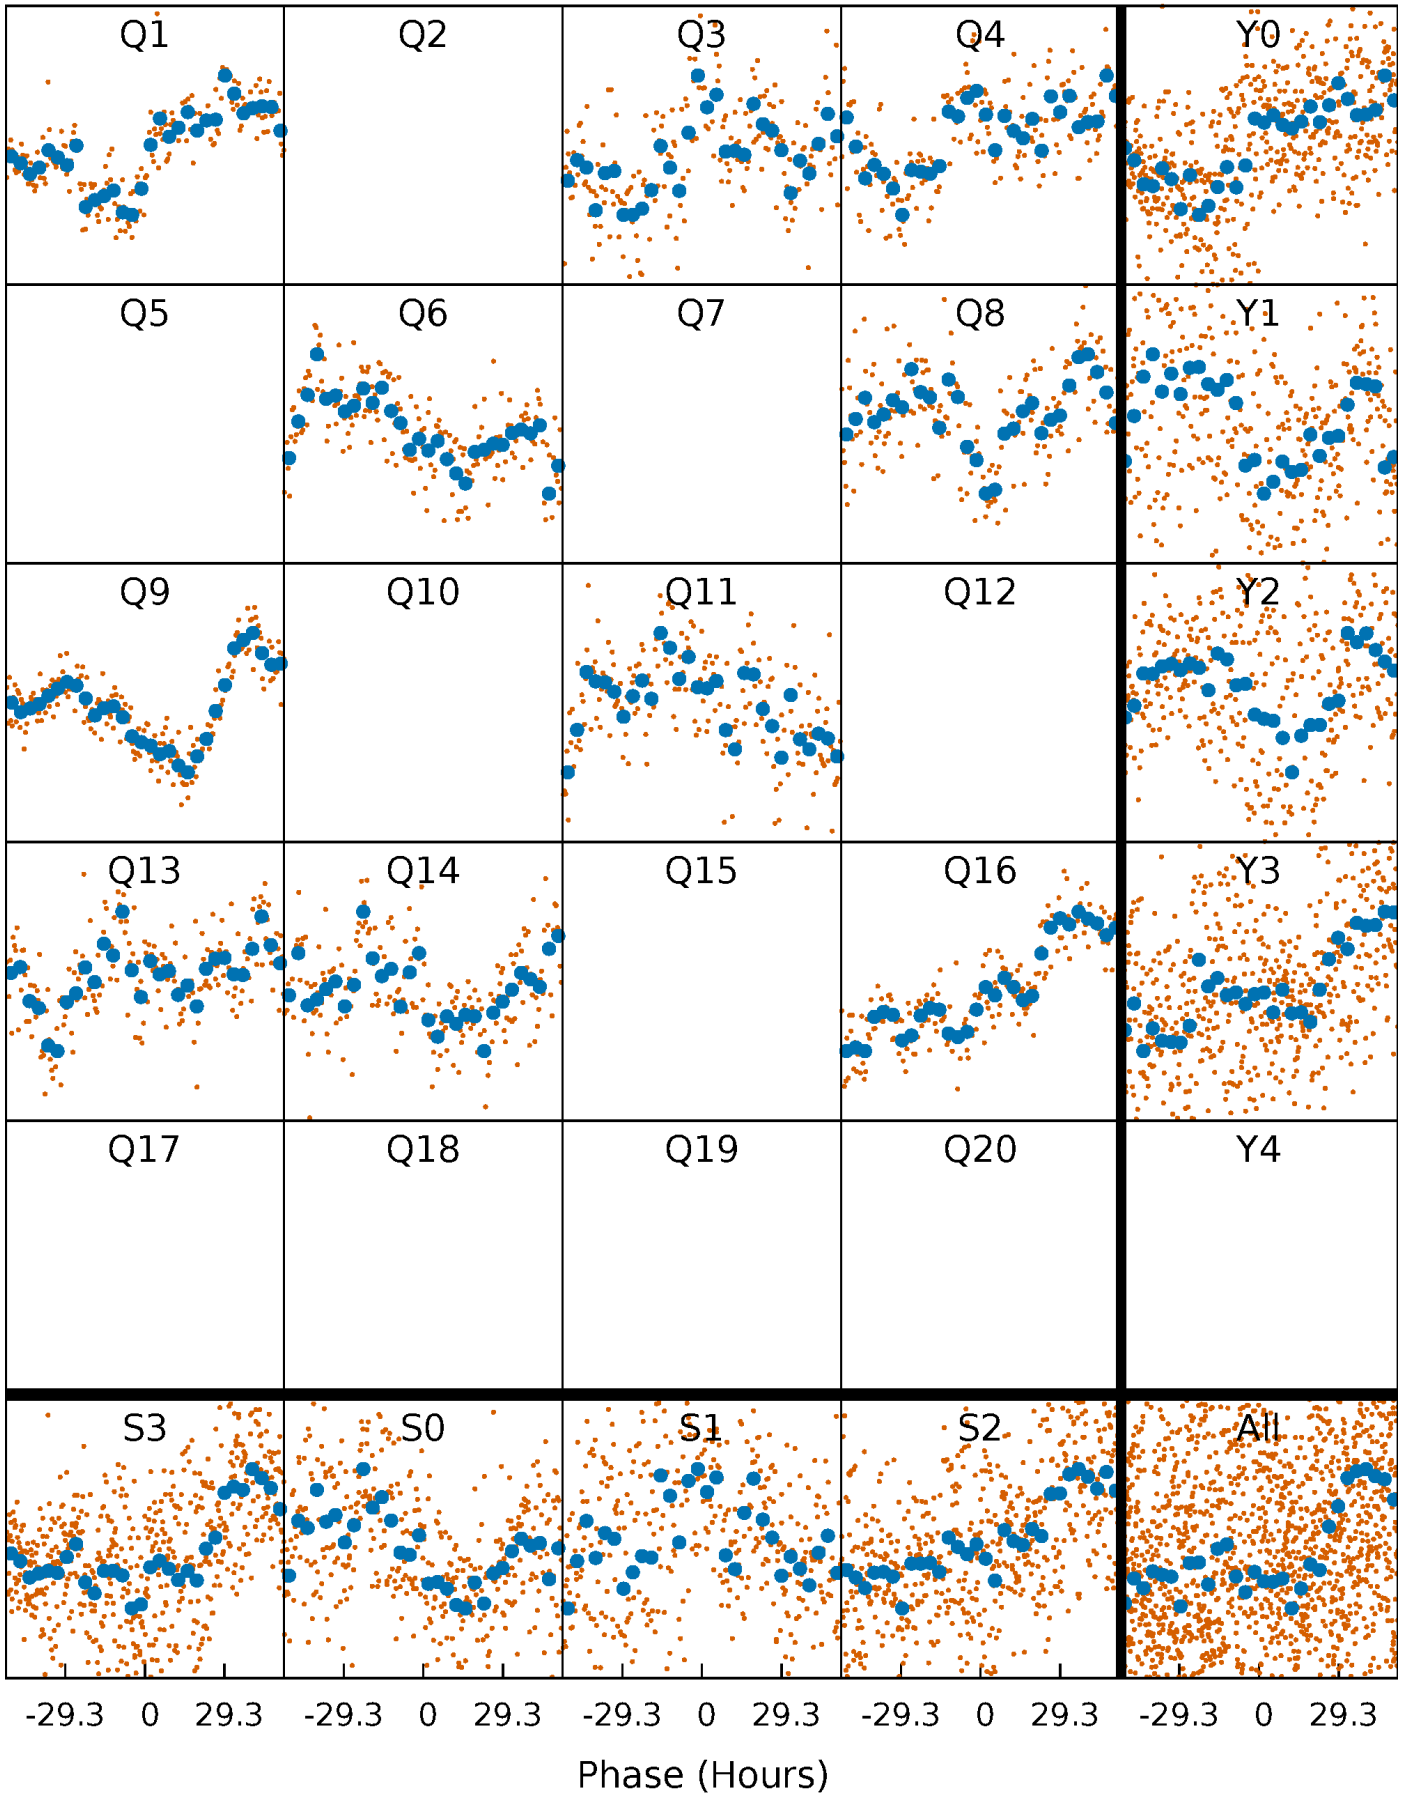 Q1 Q2 Q3 Q4 Y0
Q5 Q6 Q7 Q8 Y1
Q9 Q10 Q11 Q12 Y2
Q13 Q14 Q15 Q16 Y3
Q17 Q18 Q19 Q20 Y4
S3 S0 S1 S2 All
-29.3 0 29.3 -29.3 0 29.3 -29.3 0 29.3 -29.3 0 29.3 -29.3 0 29.3
Phase (Hours)